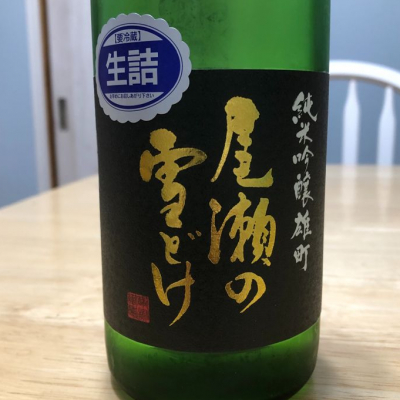 【要冷蔵】
生詰
純米吟醸雄町
尾瀬の
雪どけ